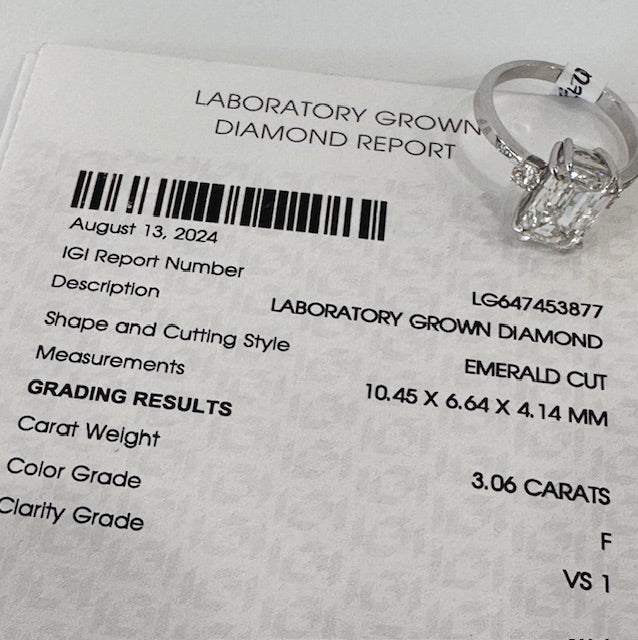 LABORATORY GROWN
DIAMOND REPORT
August 13, 2024
IGI Report Number LG647453877
Description LABORATORY GROWN DIAMOND
Shape and Cutting Style EMERALD CUT
Measurements 10.45 X 6.64 X 4.14 MM
GRADING RESULTS
Carat Weight 3.06 CARATS
Color Grade F
Clarity Grade VS 1